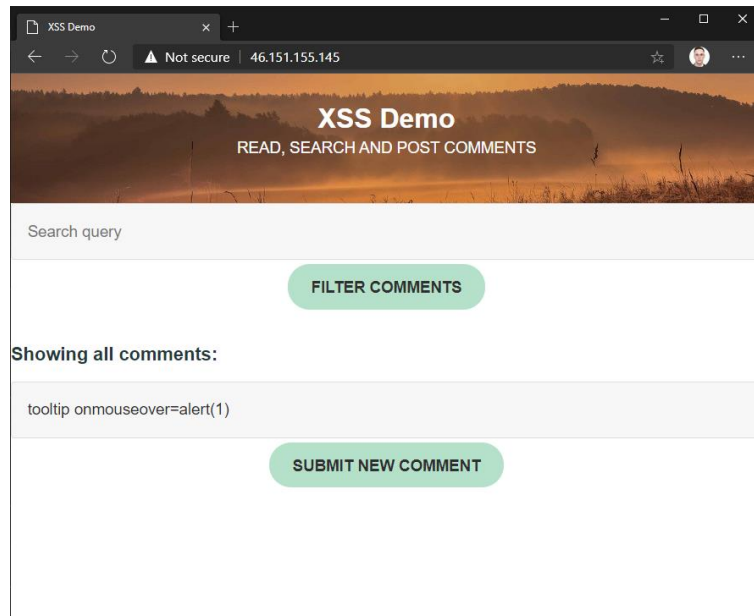 XSS Demo
Not secure | 46.151.155.145
XSS Demo
READ, SEARCH AND POST COMMENTS
Search query
FILTER COMMENTS
Showing all comments:
tooltip onmouseover=alert(1)
SUBMIT NEW COMMENT